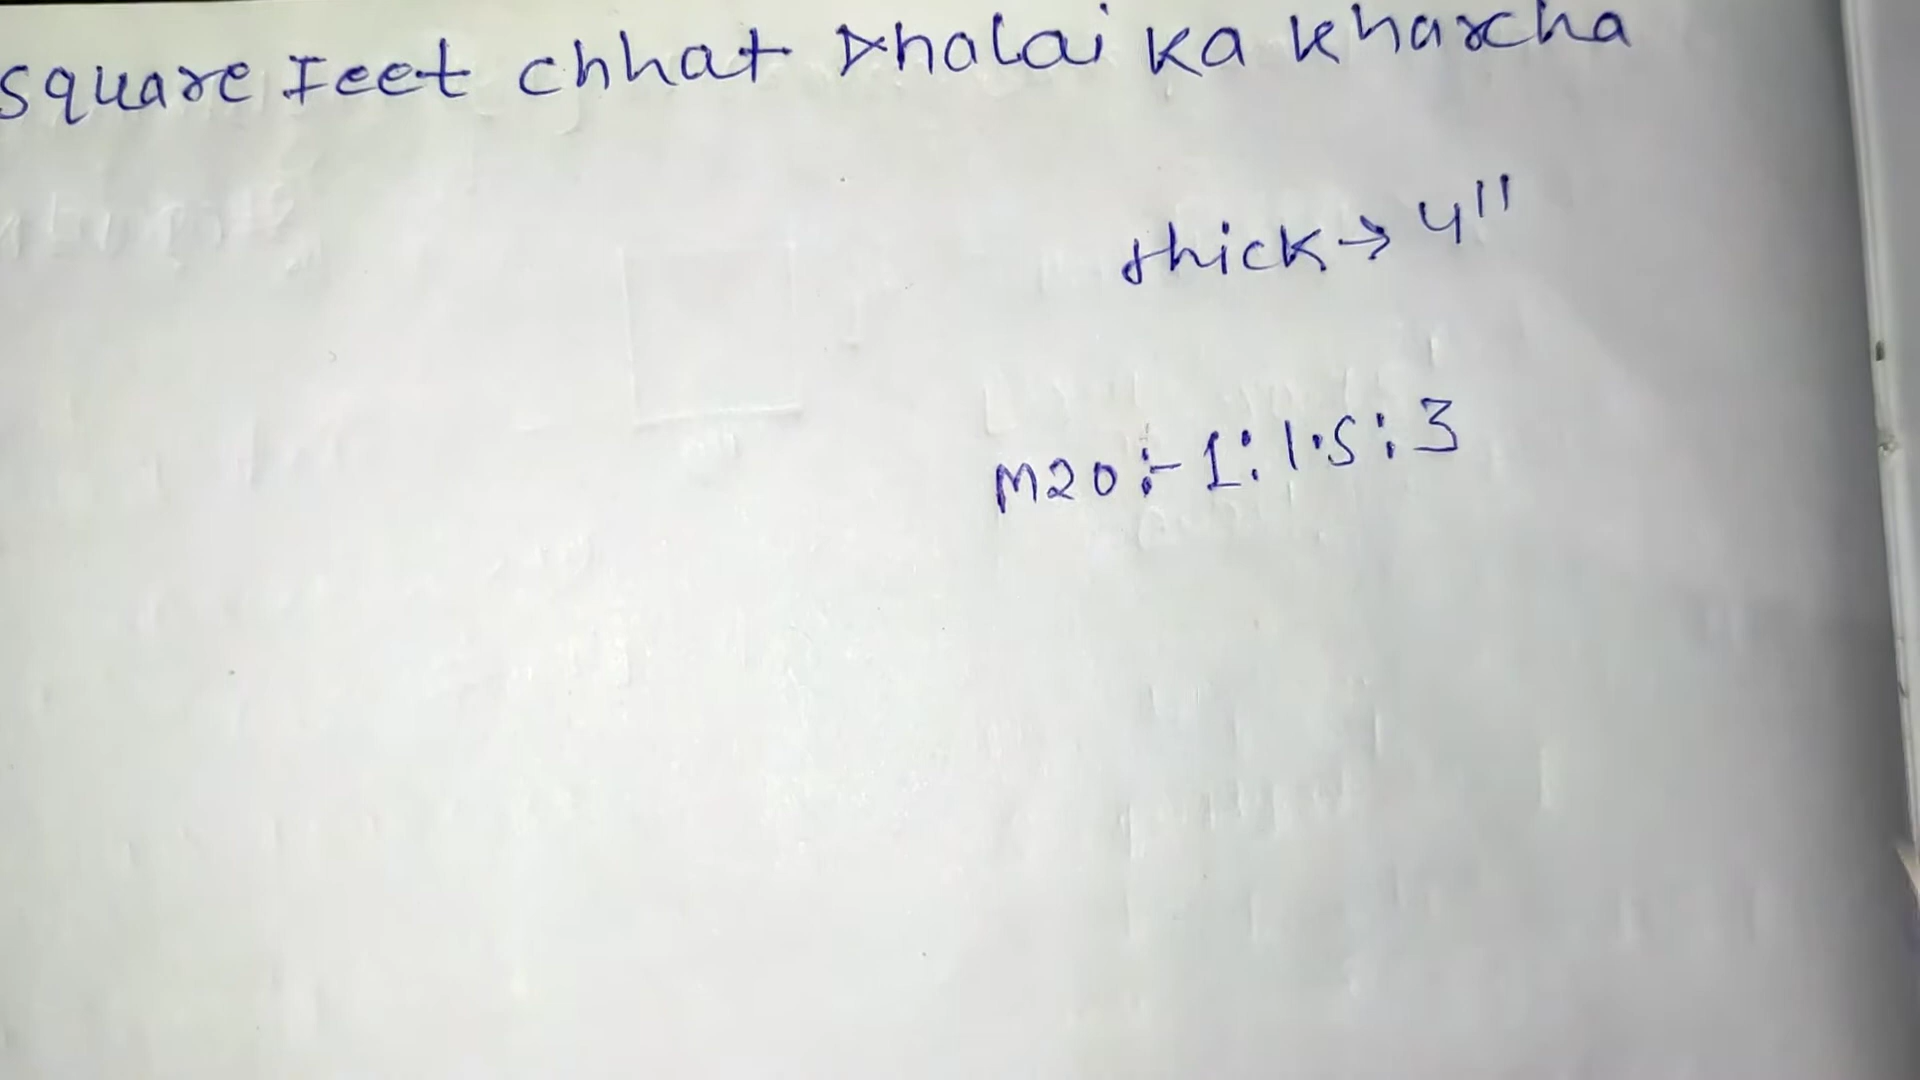 square Feet chhat Dhalai ka kharcha
thick → 4"
M20 :- 1:1.5:3